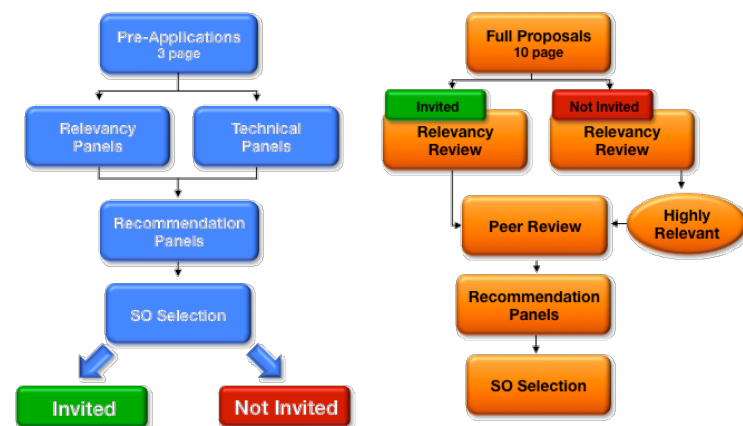 Pre-Applications
3 page
Relevancy
Panels
Technical
Panels
Recommendation
Panels
SO Selection
Invited
Not Invited
Full Proposals
10 page
Invited
Relevancy
Review
Not Invited
Relevancy
Review
Highly
Relevant
Peer Review
Recommendation
Panels
SO Selection